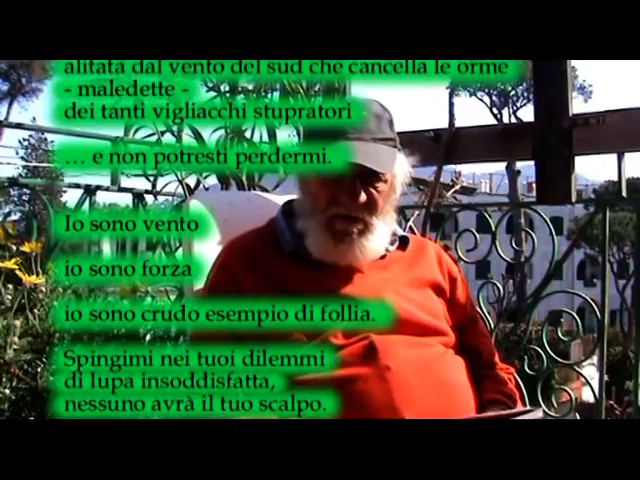 alitata dal vento del sud che cancella le orme
- maledette -
dei tanti vigliacchi stupratori
... e non potresti perdermi.
Io sono vento
io sono forza
io sono crudo esempio di follia.
Spingimi nei tuoi dilemmi
di lupa insoddisfatta,
nessuno avrà il tuo scalpo.